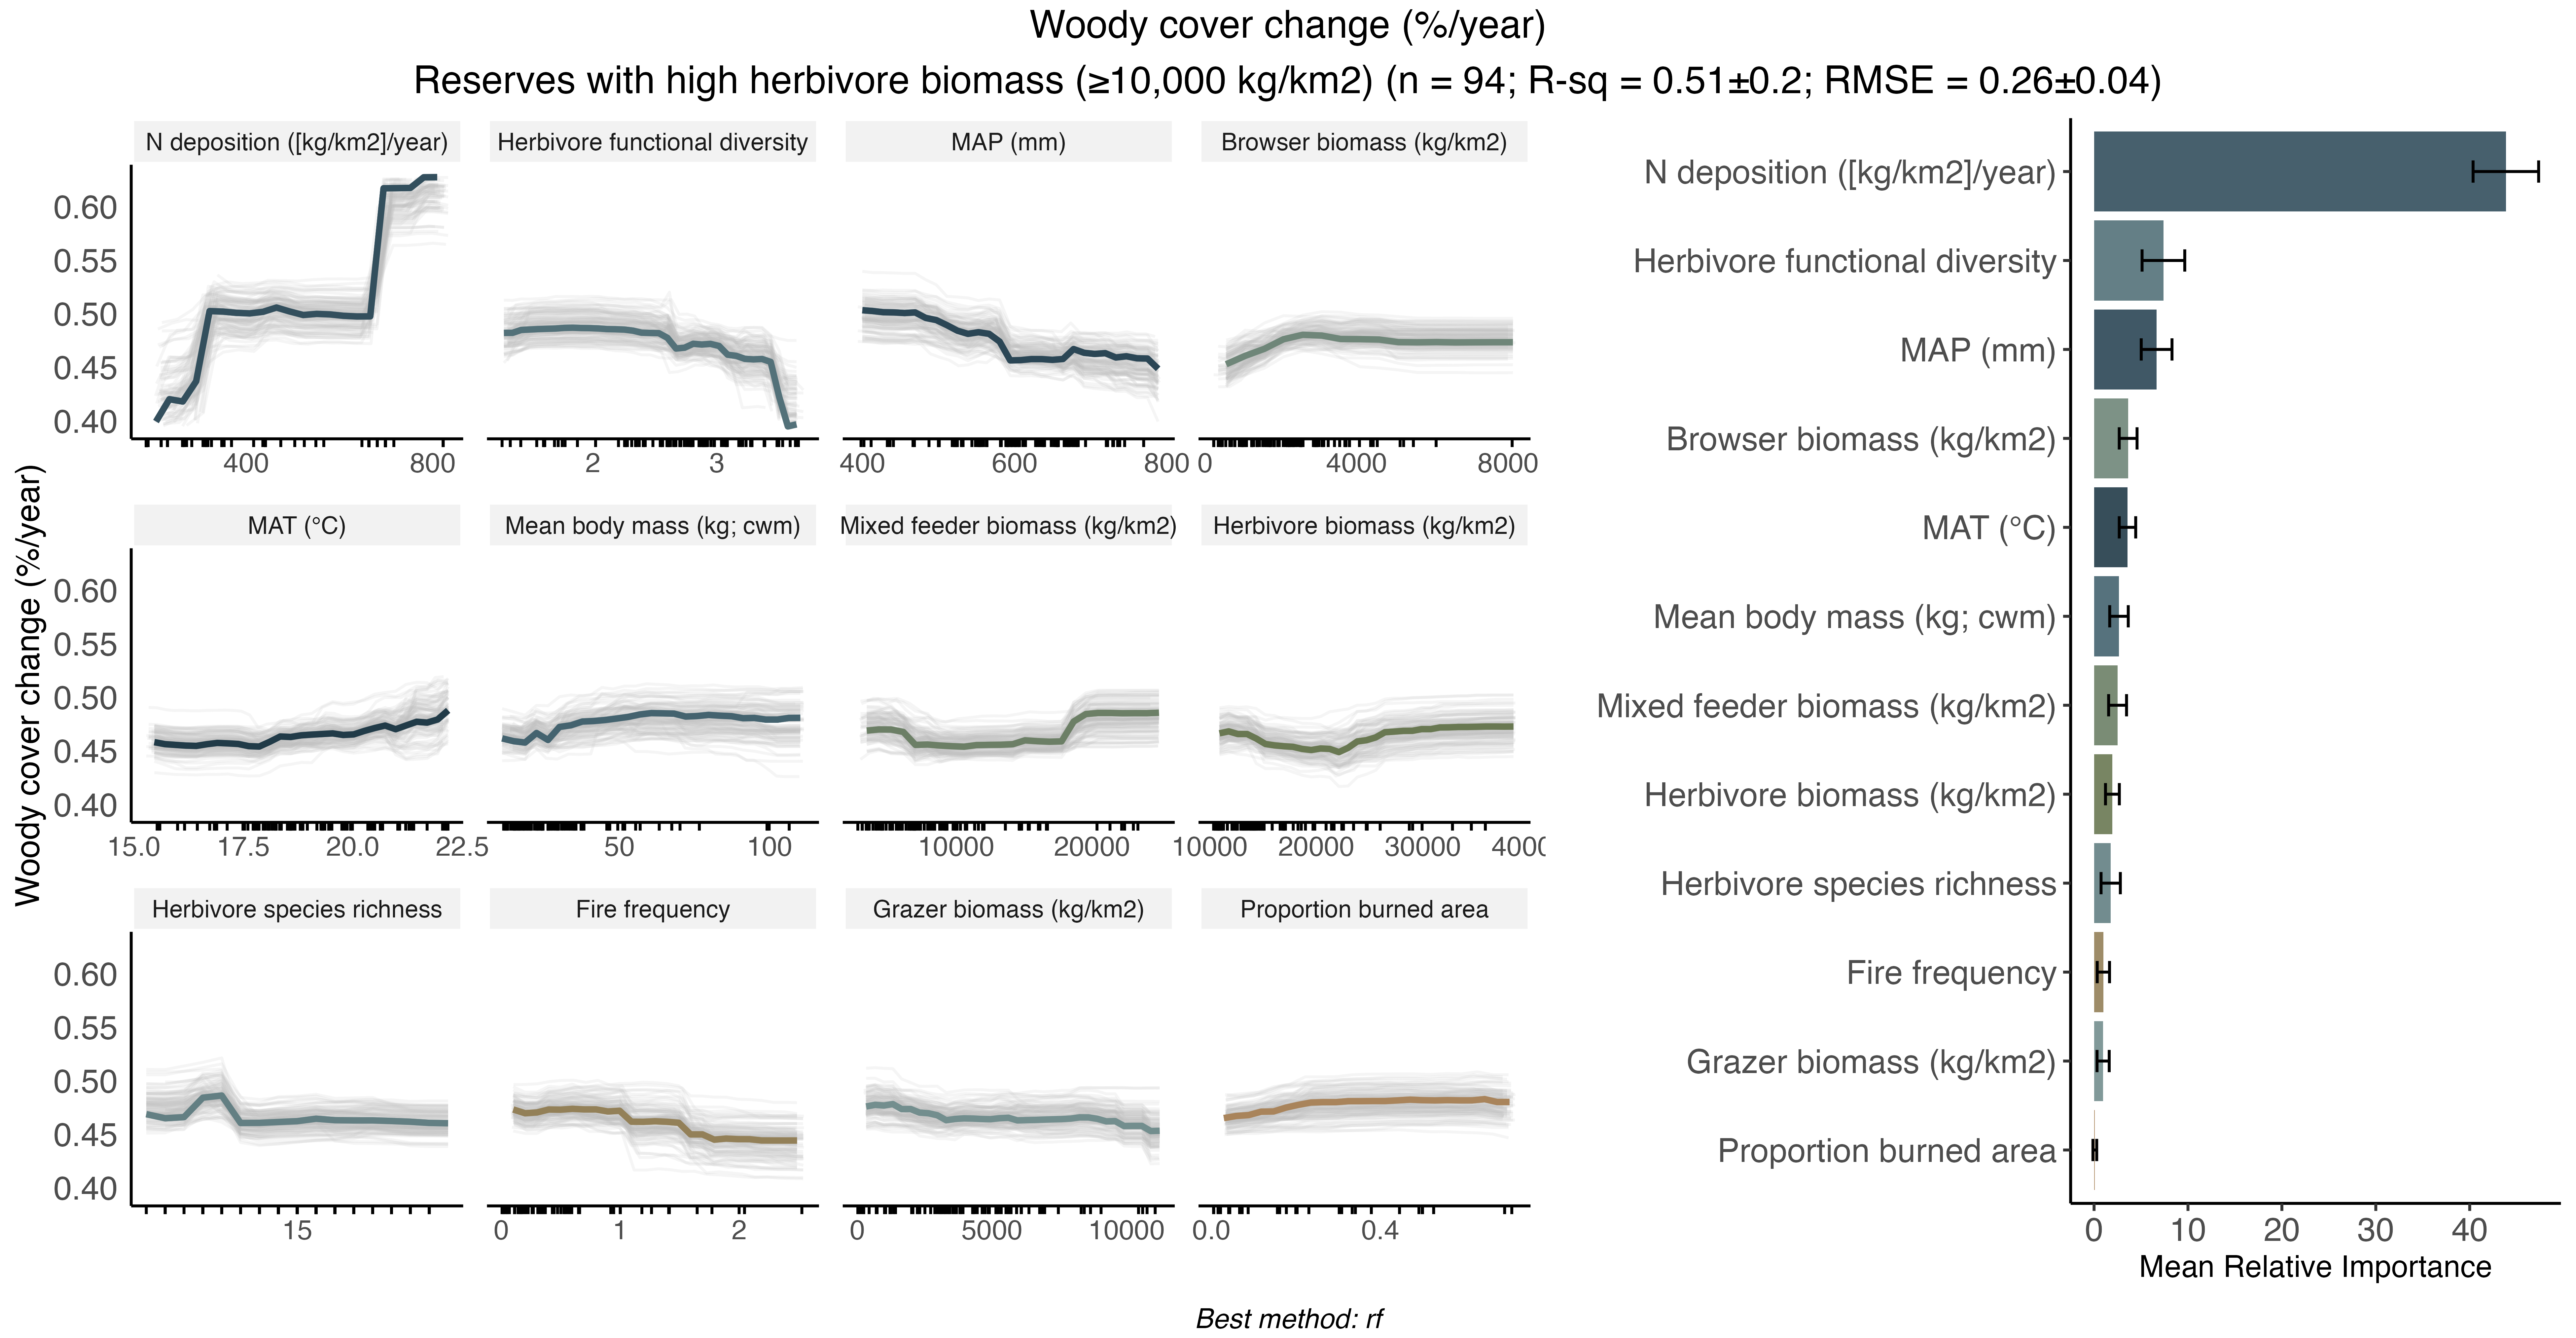 Woody cover change (%/year)
Reserves with high herbivore biomass (≥10,000 kg/km2) (n = 94; R-sq = 0.51±0.2; RMSE = 0.26±0.04)
Woody cover change (%/year)
N deposition ([kg/km2]/year)
Herbivore functional diversity
MAP (mm)
Browser biomass (kg/km2)
0.60
0.55
0.50
0.45
0.40
400 800
2 3
400 600 800
0 4000 8000
MAT (°C)
Mean body mass (kg; cwm)
Mixed feeder biomass (kg/km2)
Herbivore biomass (kg/km2)
0.60
0.55
0.50
0.45
0.40
15.0 17.5 20.0 22.5
50 100
10000 20000
10000 20000 30000 400
Herbivore species richness
Fire frequency
Grazer biomass (kg/km2)
Proportion burned area
0.60
0.55
0.50
0.45
0.40
15
0 1 2
0 5000 10000
0.0 0.4
N deposition ([kg/km2]/year)
Herbivore functional diversity
MAP (mm)
Browser biomass (kg/km2)
MAT (°C)
Mean body mass (kg; cwm)
Mixed feeder biomass (kg/km2)
Herbivore biomass (kg/km2)
Herbivore species richness
Fire frequency
Grazer biomass (kg/km2)
Proportion burned area
0 10 20 30 40
Mean Relative Importance
Best method: rf